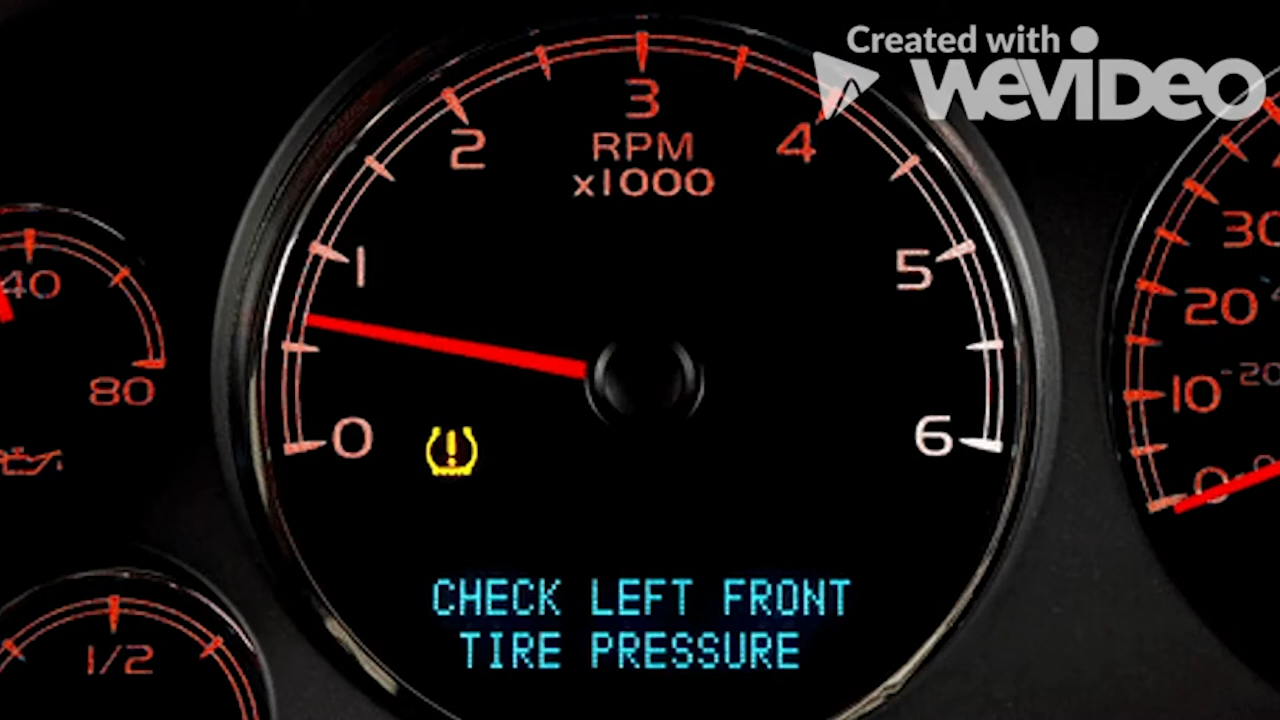 Created with
WEVIDEO
3
2
4
RPM
x1000
1
5
0
6
40
80
1/2
30
20
10
-20
0
CHECK LEFT FRONT
TIRE PRESSURE